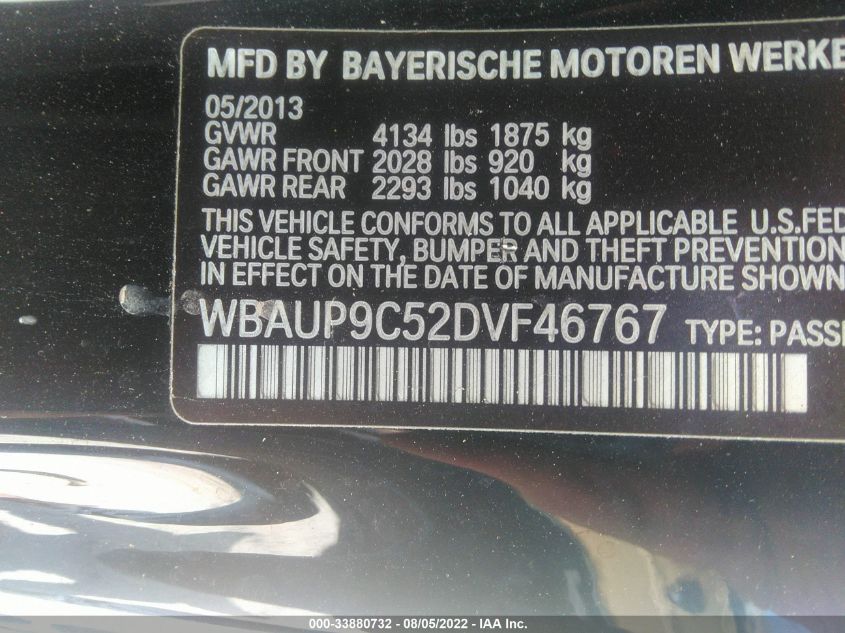 MFD BY BAYERISCHE MOTOREN WERKE
05/2013
GVWR 4134 lbs 1875 kg
GAWR FRONT 2028 lbs 920 kg
GAWR REAR 2293 lbs 1040 kg
THIS VEHICLE CONFORMS TO ALL APPLICABLE U.S.FED
VEHICLE SAFETY, BUMPER AND THEFT PREVENTION
IN EFFECT ON THE DATE OF MANUFACTURE SHOWN
WBAUP9C52DVF46767 TYPE: PASSE
000-33880732 - 08/05/2022 - IAA Inc.